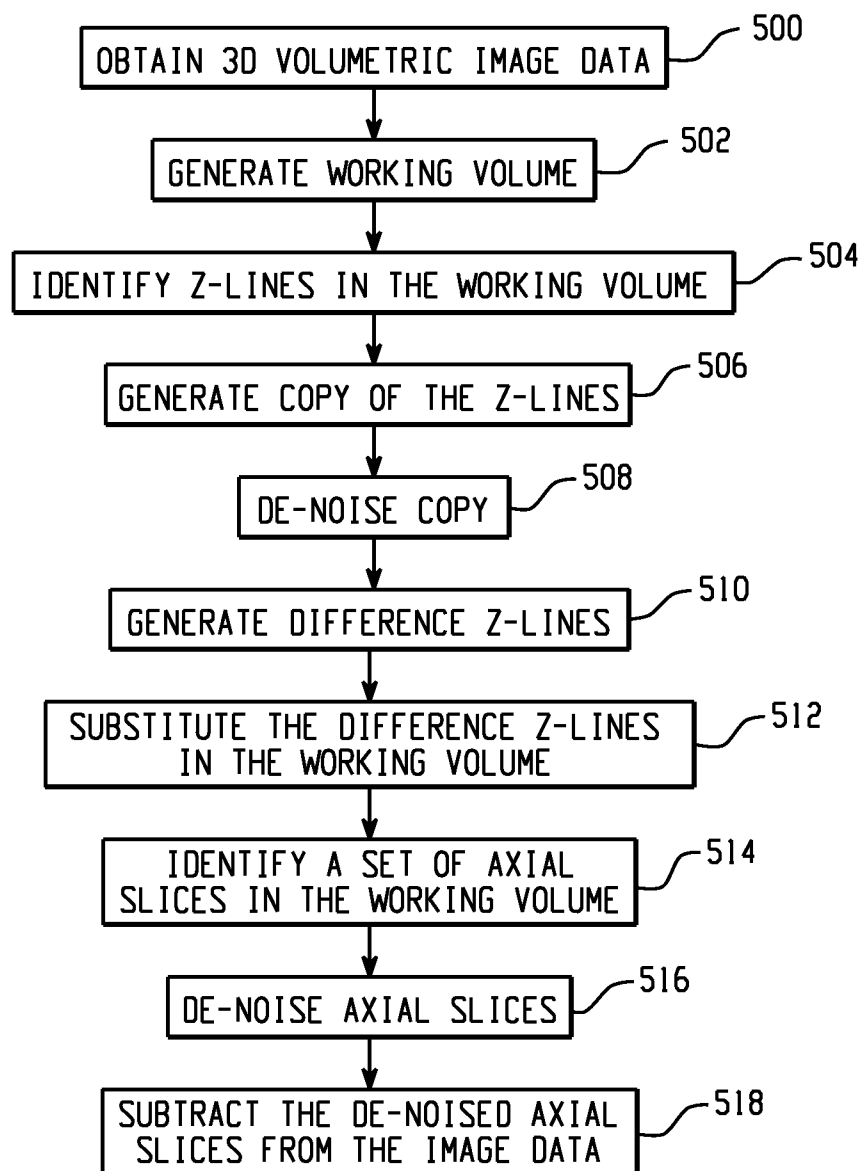 500
OBTAIN 3D VOLUMETRIC IMAGE DATA
502
GENERATE WORKING VOLUME
504
IDENTIFY Z-LINES IN THE WORKING VOLUME
506
GENERATE COPY OF THE Z-LINES
508
DE-NOISE COPY
510
GENERATE DIFFERENCE Z-LINES
512
SUBSTITUTE THE DIFFERENCE Z-LINES
IN THE WORKING VOLUME
514
IDENTIFY A SET OF AXIAL
SLICES IN THE WORKING VOLUME
516
DE-NOISE AXIAL SLICES
518
SUBTRACT THE DE-NOISED AXIAL
SLICES FROM THE IMAGE DATA